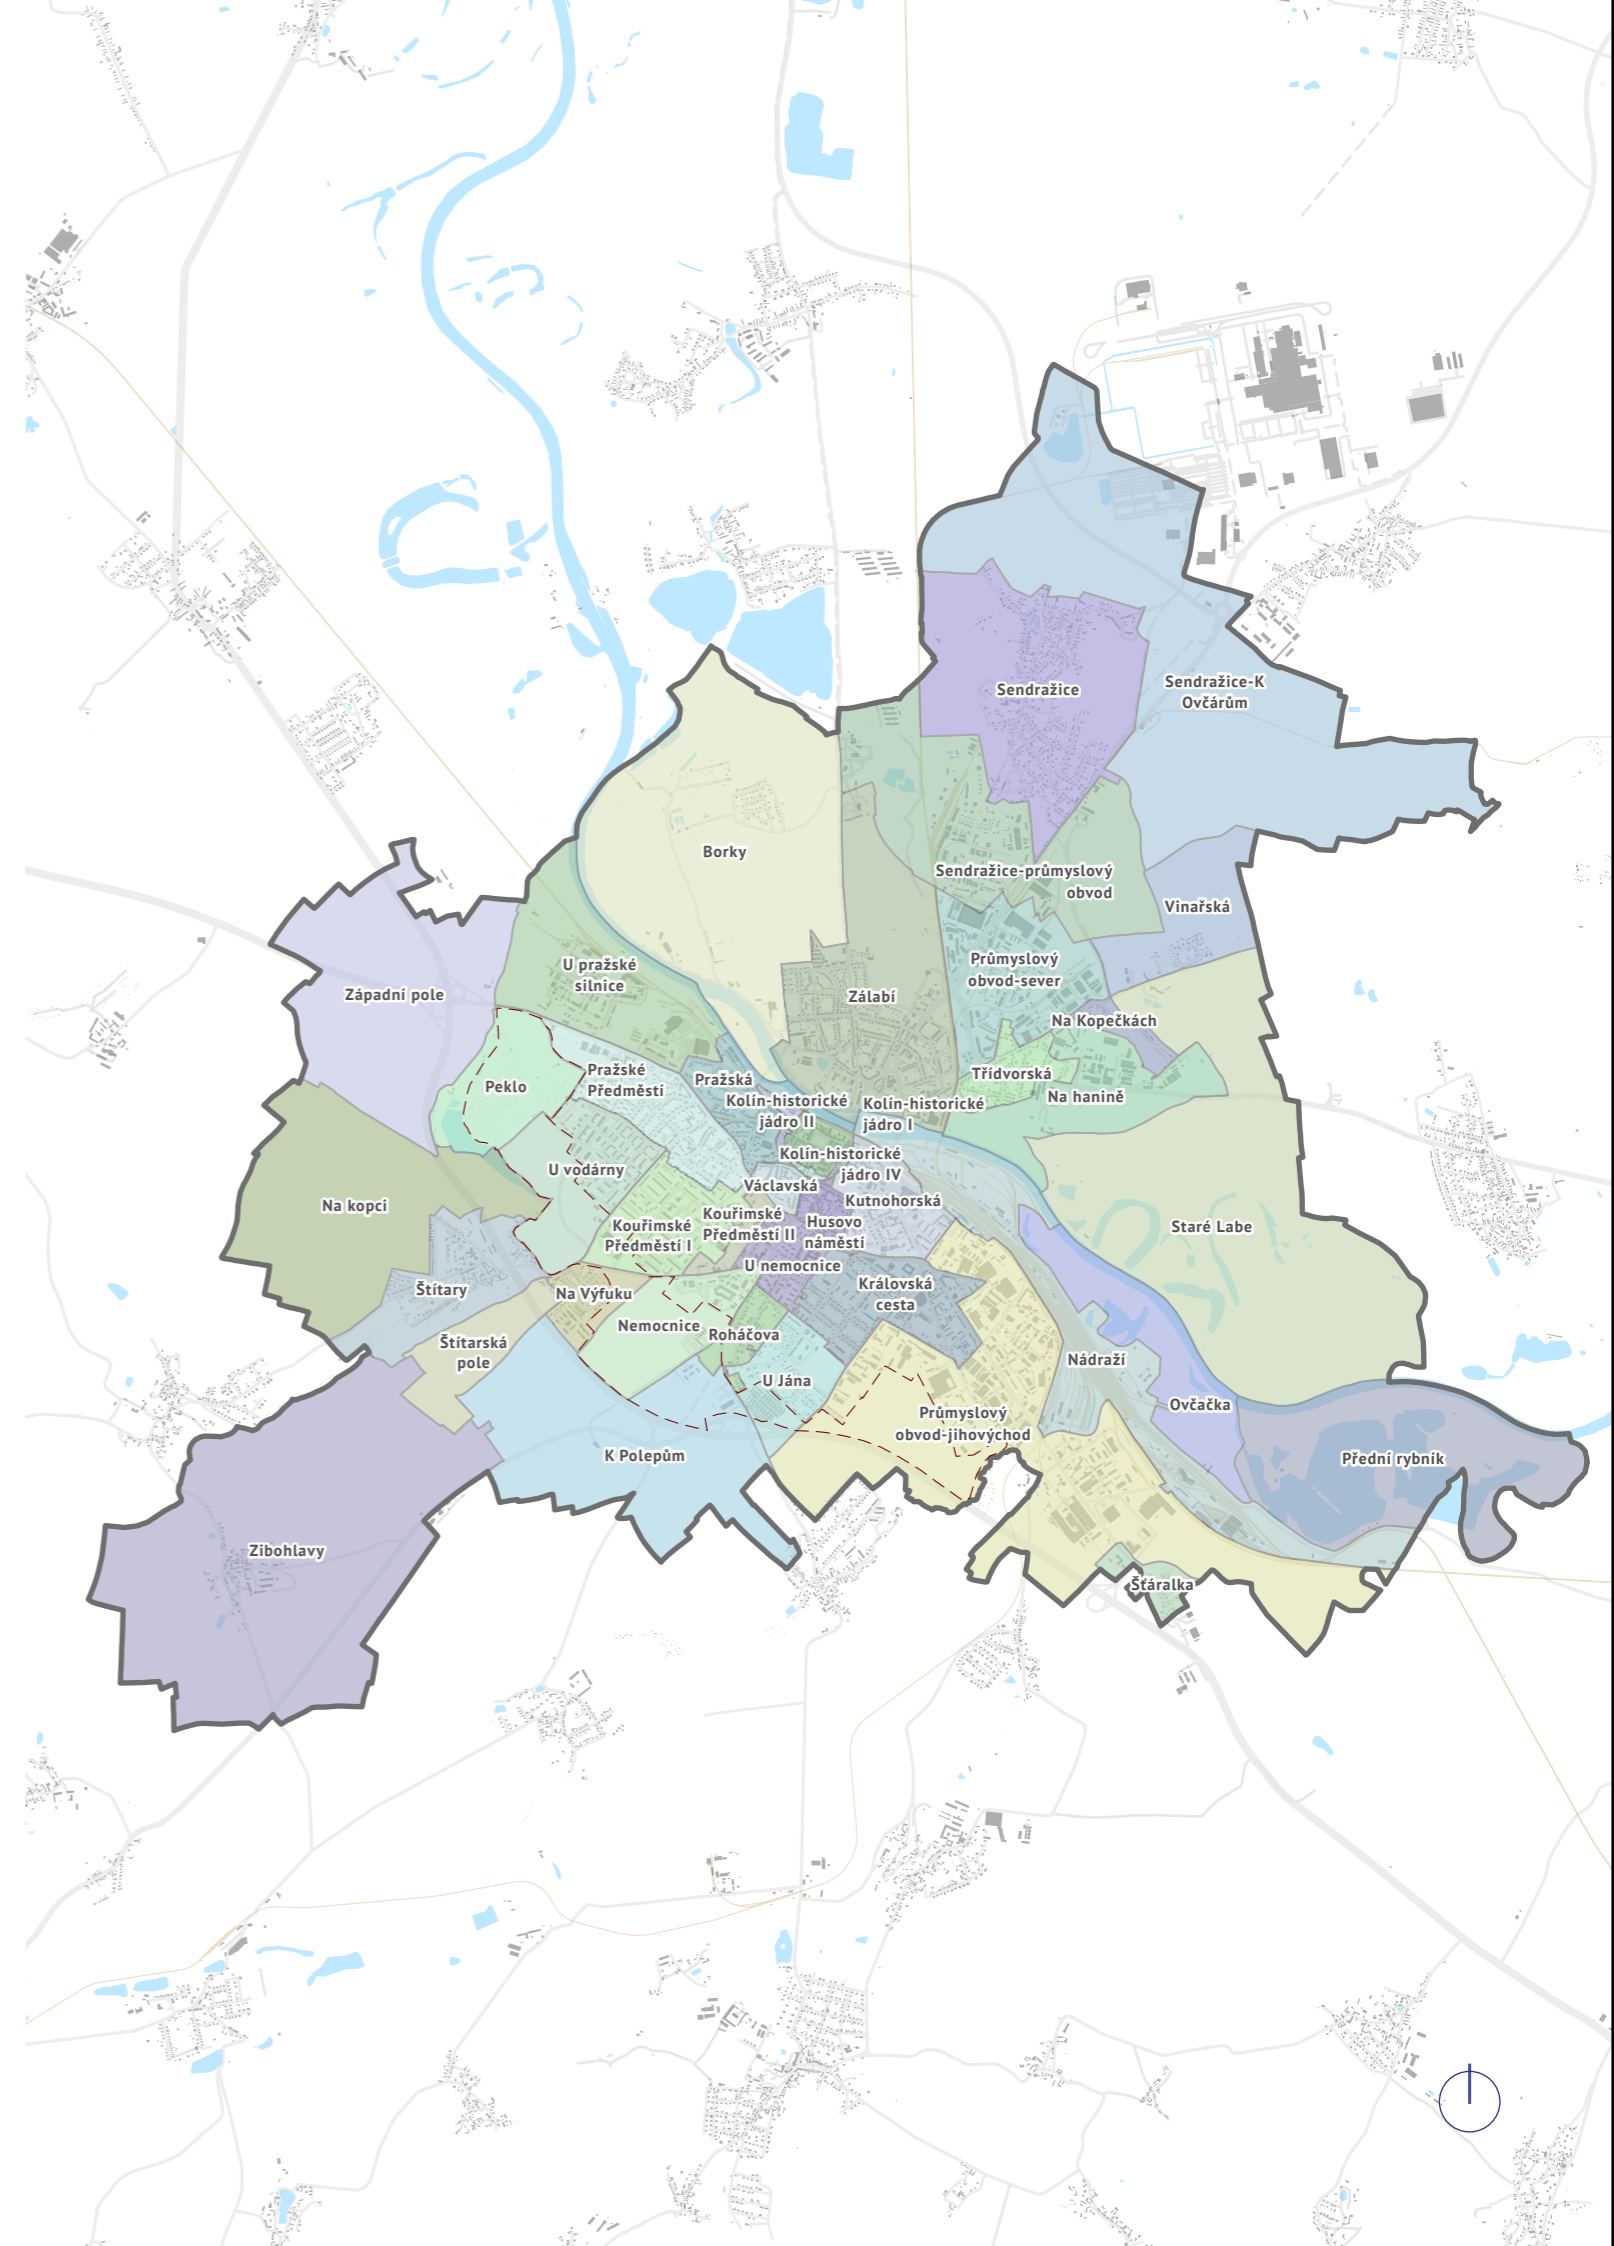 Sendražice
Sendražice-K
Ovčárům
Borky
Sendražice-průmyslový
obvod
Vinařská
U pražské
silnice
Průmyslový
obvod-sever
Západní pole
Zálabí
Na Kopečkách
Peklo
Pražské
Předměstí
Pražská
Třídvorská
Na hanině
Kolín-historické
jádro II
Kolín-historické
jádro I
Kolín-historické
jádro IV
U vodárny
Václavská
Kutnohorská
Na kopci
Kouřimské
Předměstí I
Kouřimské
Předměstí II
Husovo
náměstí
Staré Labe
U nemocnice
Štítary
Na Výfuku
Královská
cesta
Nemocnice
Roháčova
Štítarská
pole
Nádraží
U Jána
Ovčačka
Průmyslový
obvod-jihovýchod
K Polepům
Přední rybník
Zibohlavy
Šťáralka